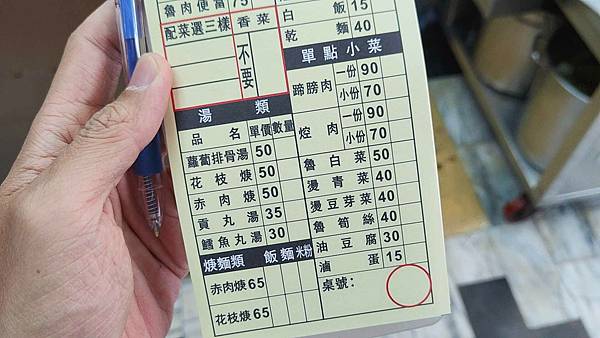 魯肉便當 75
配菜選三樣 香菜
不要
湯類
品名 單價 數量
蘿蔔排骨湯 50
花枝焿 50
赤肉焿 50
貢丸湯 35
鱈魚丸湯 30
焿麵類 飯 麵 米粉
赤肉焿 65
花枝焿 65
白飯 15
乾麵 40
單點小菜
蹄膀肉 一份 90
小份 70
焢肉 一份 90
小份 70
魯白菜 50
燙青菜 40
燙豆芽菜 40
魯筍絲 40
油豆腐 30
滷蛋 15
桌號：